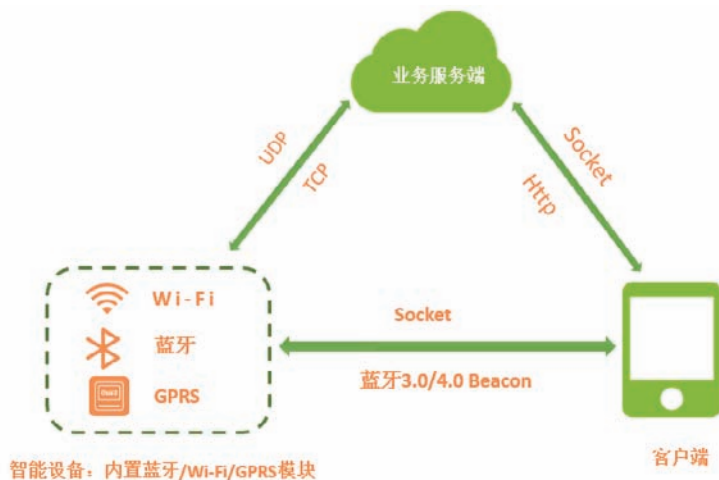 业务服务端
UDP
TCP
Socket
Http
Wi-Fi
蓝牙
GPRS
Socket
蓝牙3.0/4.0 Beacon
智能设备：内置蓝牙/Wi-Fi/GPRS模块
客户端